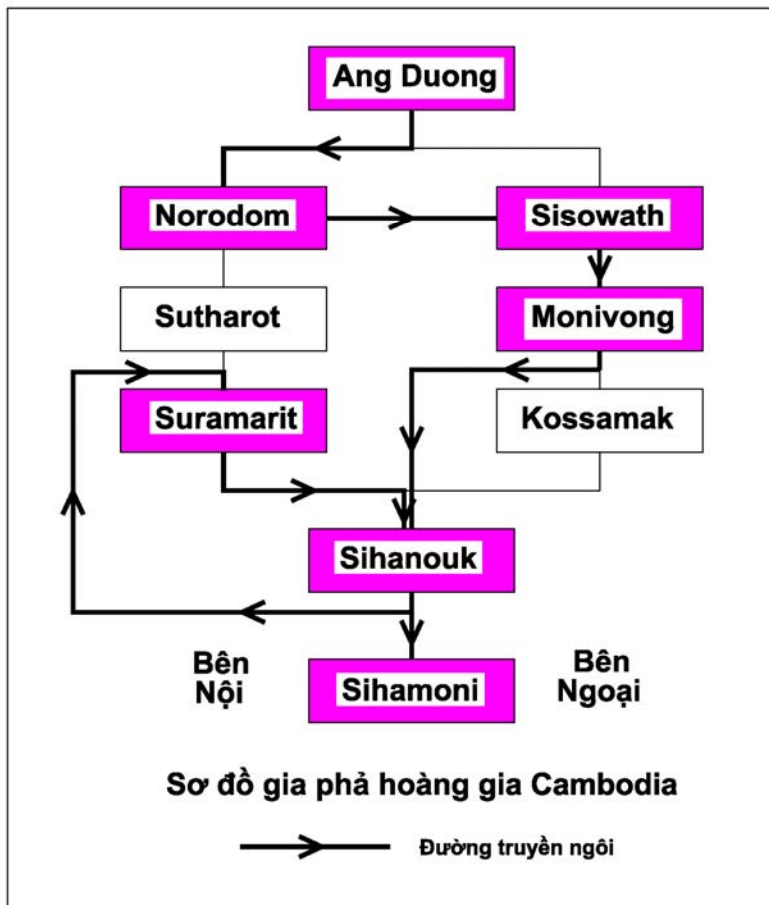 Ang Duong
Norodom
Sisowath
Sutharot
Monivong
Suramarit
Kossamak
Sihanouk
Bên
Nội
Sihamoni
Bên
Ngoại
Sơ đồ gia phả hoàng gia Cambodia
Đường truyền ngôi